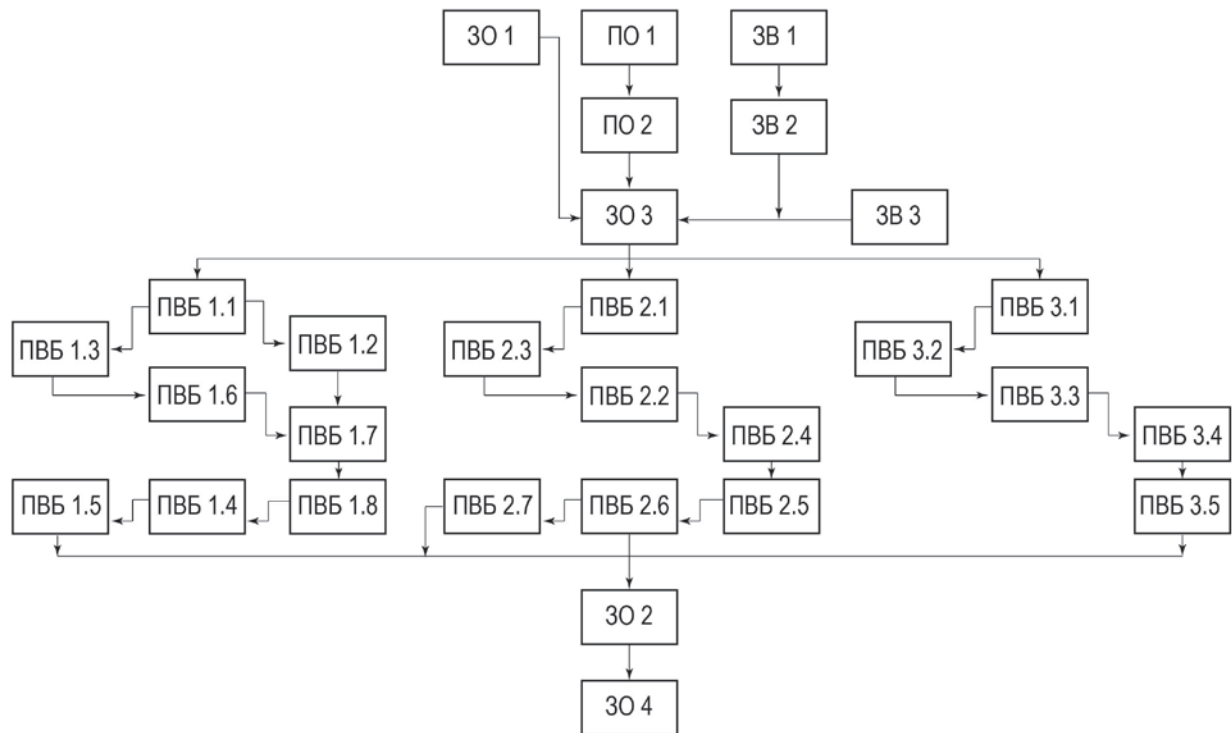 ЗО 1
ПО 1
ЗВ 1
ПО 2
ЗВ 2
ЗО 3
ЗВ 3
ПВБ 1.1
ПВБ 2.1
ПВБ 3.1
ПВБ 1.3
ПВБ 1.2
ПВБ 2.3
ПВБ 3.2
ПВБ 1.6
ПВБ 2.2
ПВБ 3.3
ПВБ 1.7
ПВБ 2.4
ПВБ 3.4
ПВБ 1.5
ПВБ 1.4
ПВБ 1.8
ПВБ 2.7
ПВБ 2.6
ПВБ 2.5
ПВБ 3.5
ЗО 2
ЗО 4